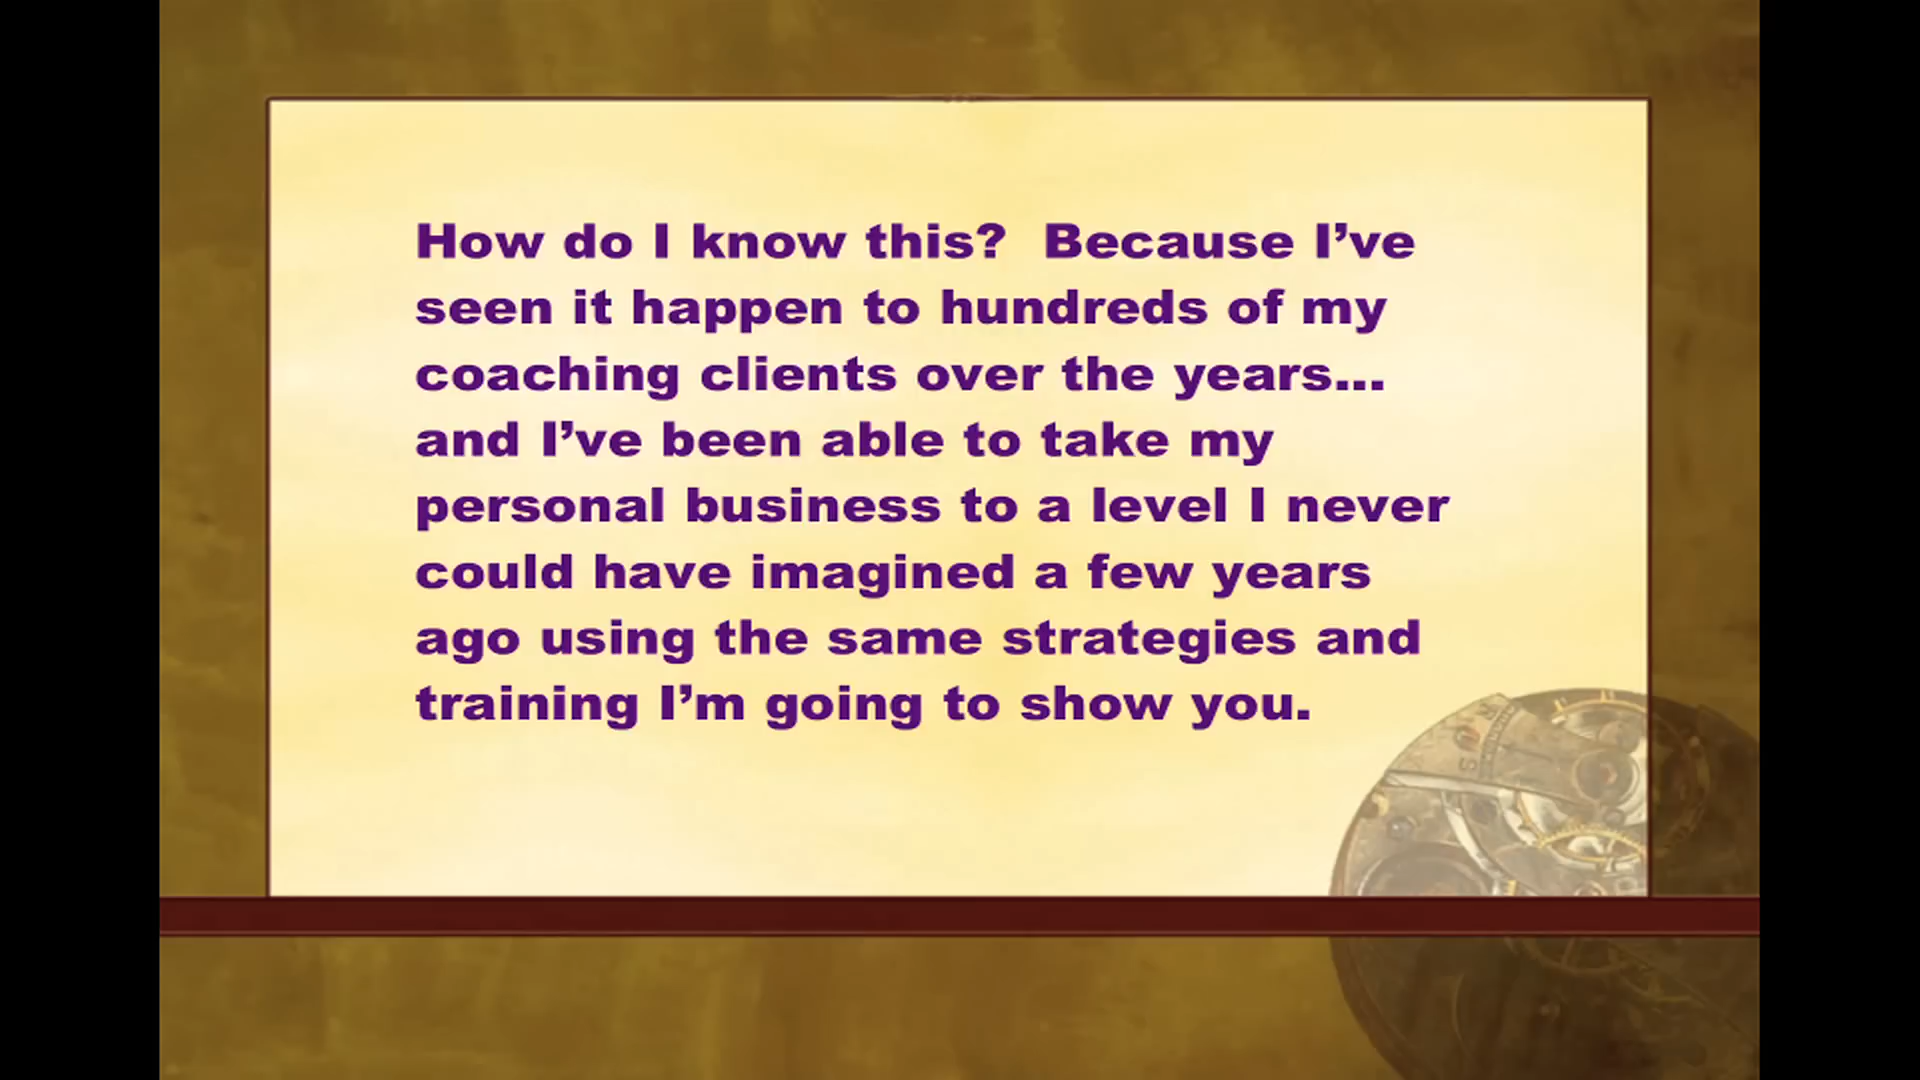 How do I know this?  Because I’ve
seen it happen to hundreds of my
coaching clients over the years…
and I’ve been able to take my
personal business to a level I never
could have imagined a few years
ago using the same strategies and
training I’m going to show you.